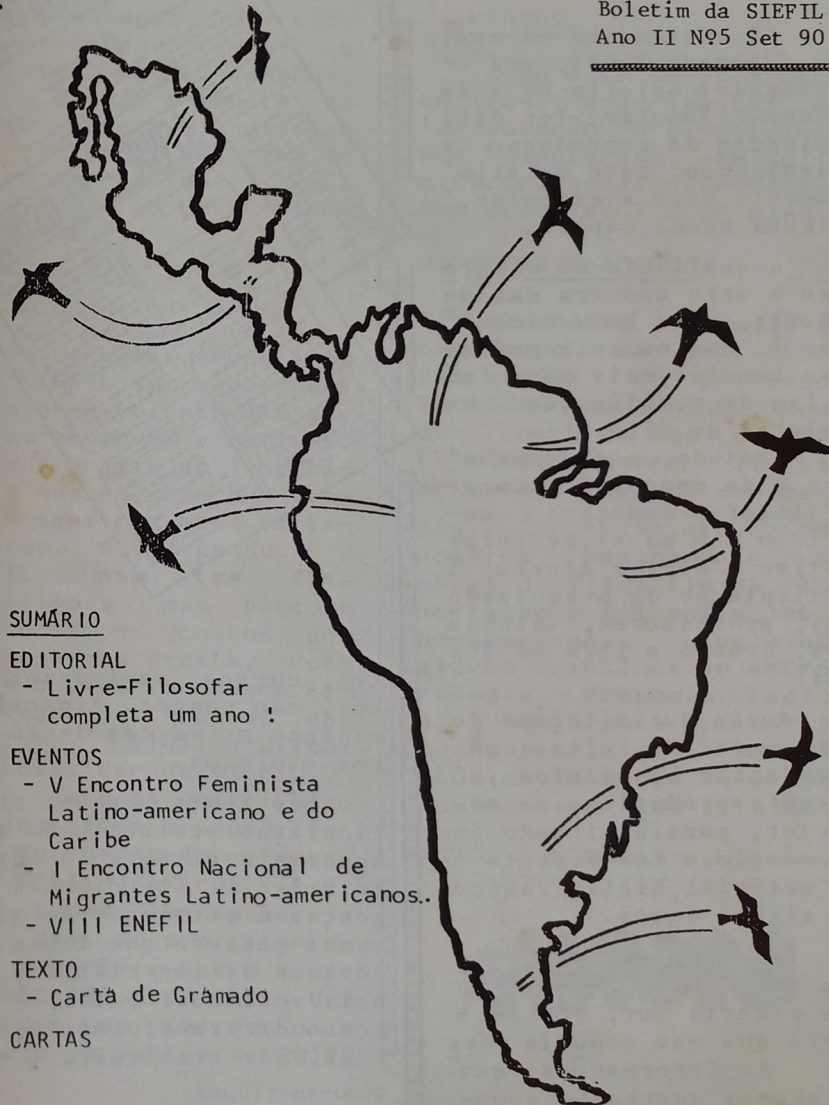 Boletim da SIEFIL
Ano II Nº5 Set 90
SUMÁRIO
EDITORIAL
- Livre-Filosofar
completa um ano !
EVENTOS
- V Encontro Feminista
Latino-americano e do
Caribe
- I Encontro Nacional de
Migrantes Latino-americanos..
- VIII ENEFIL
TEXTO
- Carta de Gramado
CARTAS